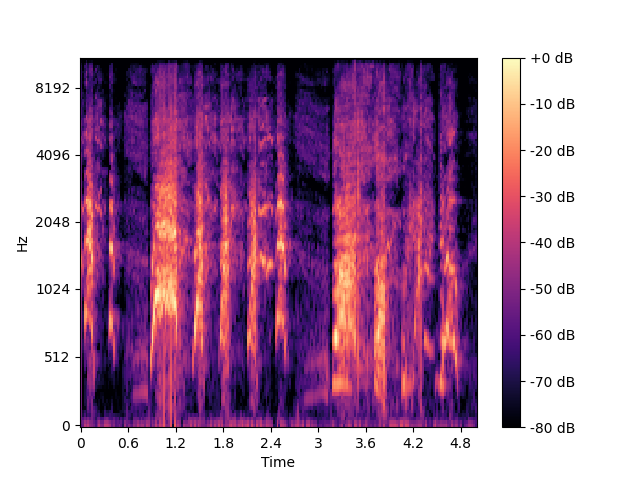 8192
4096
2048
1024
512
0
Hz
0 0.6 1.2 1.8 2.4 3 3.6 4.2 4.8
Time
+0 dB
-10 dB
-20 dB
-30 dB
-40 dB
-50 dB
-60 dB
-70 dB
-80 dB